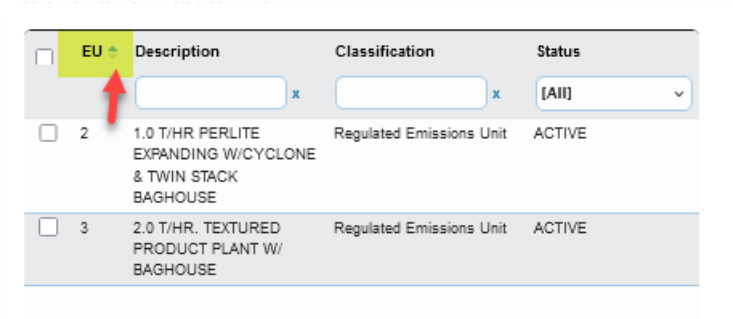 EU Description Classification Status
x x [All]
2 1.0 T/HR PERLITE Regulated Emissions Unit ACTIVE
EXPANDING W/CYCLONE
& TWIN STACK
BAGHOUSE
3 2.0 T/HR. TEXTURED Regulated Emissions Unit ACTIVE
PRODUCT PLANT W/
BAGHOUSE